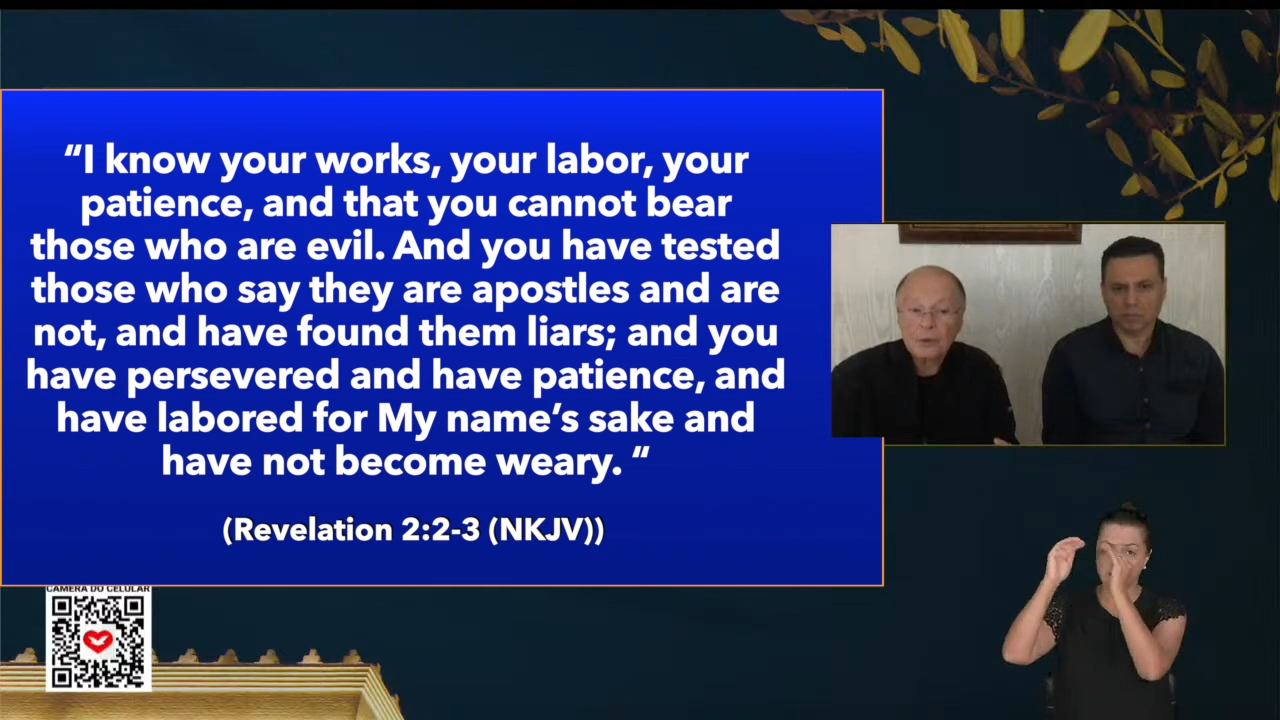 “I know your works, your labor, your
patience, and that you cannot bear
those who are evil. And you have tested
those who say they are apostles and are
not, and have found them liars; and you
have persevered and have patience, and
have labored for My name’s sake and
have not become weary. “
(Revelation 2:2-3 (NKJV))
CÂMERA DO CELULAR